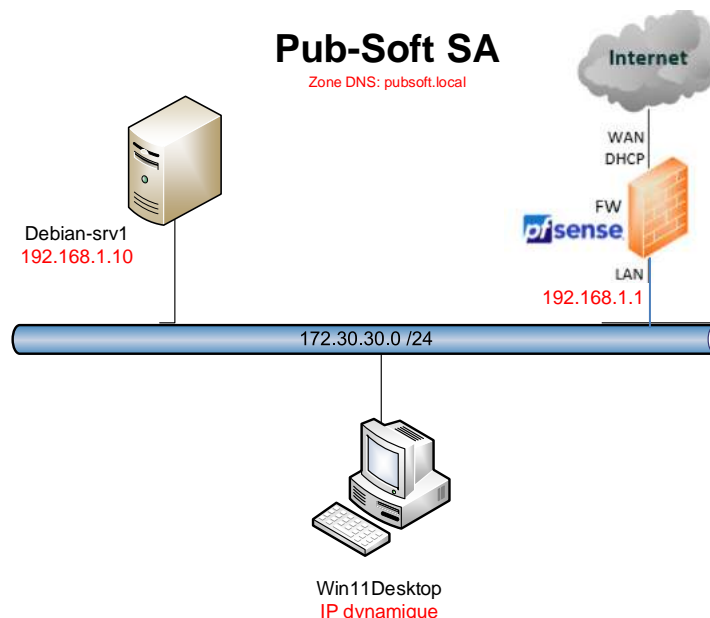 Pub-Soft SA
Zone DNS: pubsoft.local
Internet
WAN
DHCP
FW
pfsense
LAN
192.168.1.1
Debian-srv1
192.168.1.10
172.30.30.0 /24
Win11Desktop
IP dynamique